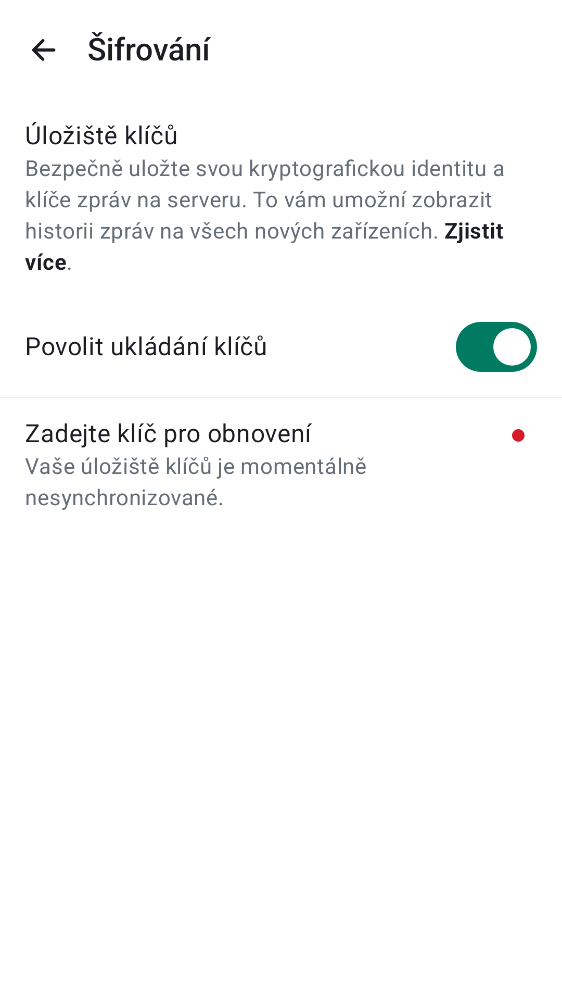 Šifrování
Úložiště klíčů
Bezpečně uložte svou kryptografickou identitu a
klíče zpráv na serveru. To vám umožní zobrazit
historii zpráv na všech nových zařízeních. Zjistit
více.
Povolit ukládání klíčů
Zadejte klíč pro obnovení
Vaše úložiště klíčů je momentálně
nesynchronizované.